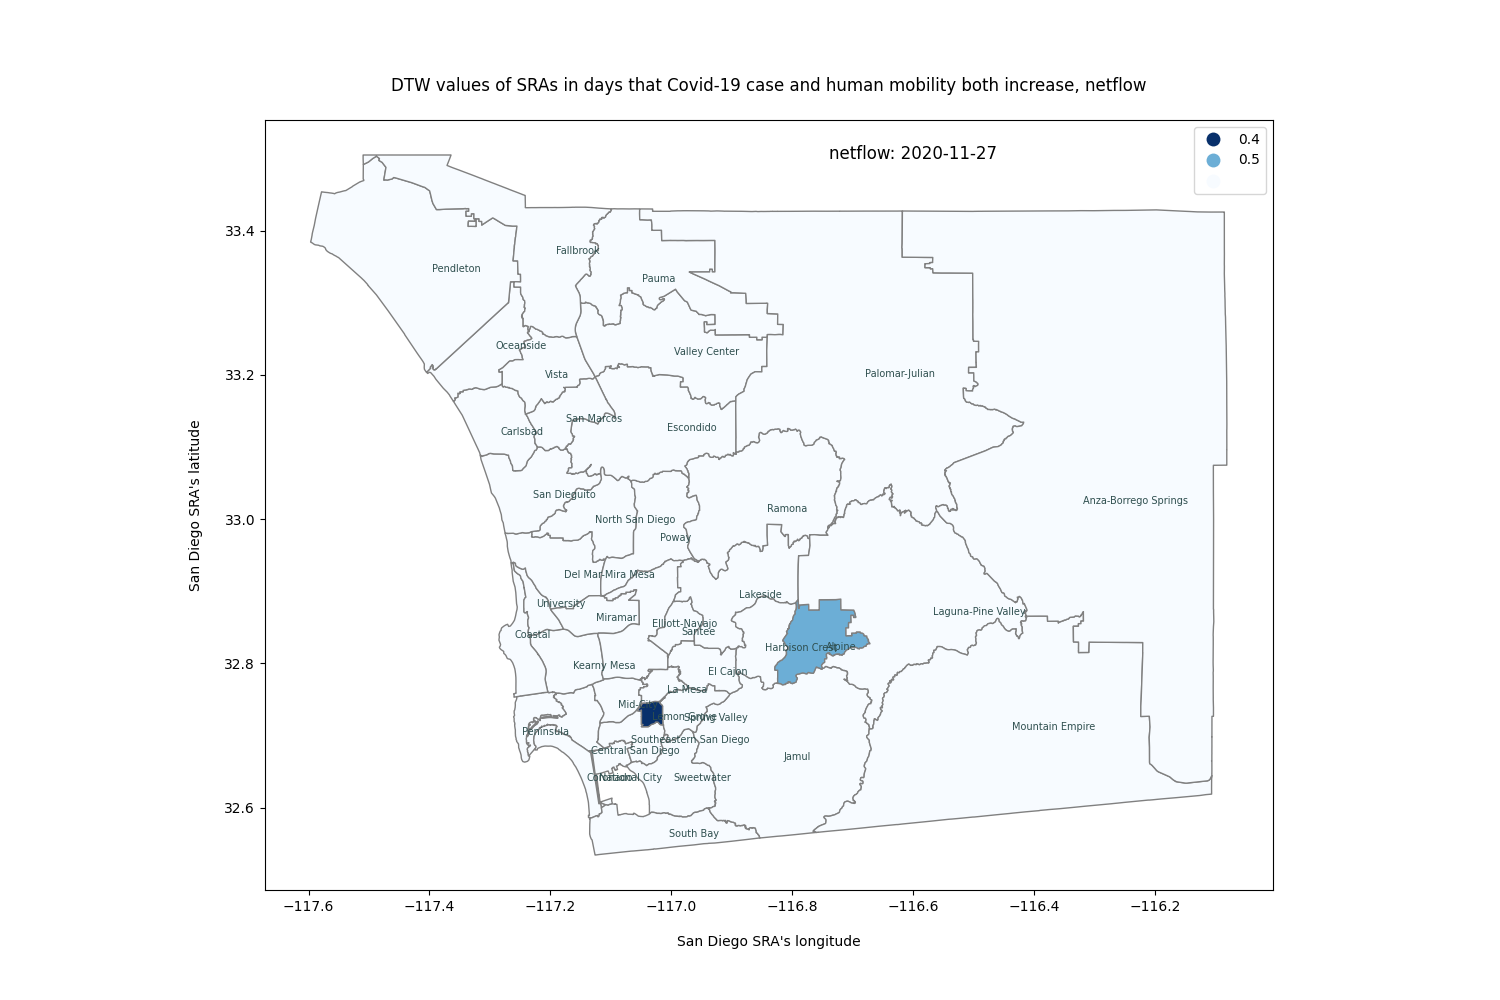 DTW values of SRAs in days that Covid-19 case and human mobility both increase, netflow
netflow: 2020-11-27
0.4
0.5
33.4
33.2
33.0
32.8
32.6
San Diego SRA's latitude
Fallbrook
Pendleton
Pauma
Oceanside
Valley Center
Vista
Palomar-Julian
San Marcos
Carlsbad
Escondido
San Dieguito
Anza-Borrego Springs
Ramona
North San Diego
Poway
Del Mar-Mira Mesa
Lakeside
University
Laguna-Pine Valley
Miramar
Elliott-Navajo
Santee
Coastal
Harbison Crest
Alpine
Kearny Mesa
El Cajon
La Mesa
Mid-City
Lemon Grove
Spring Valley
Mountain Empire
Peninsula
Southeastern San Diego
Central San Diego
Jamul
Coronado
National City
Sweetwater
South Bay
−117.6
−117.4
−117.2
−117.0
−116.8
−116.6
−116.4
−116.2
San Diego SRA's longitude